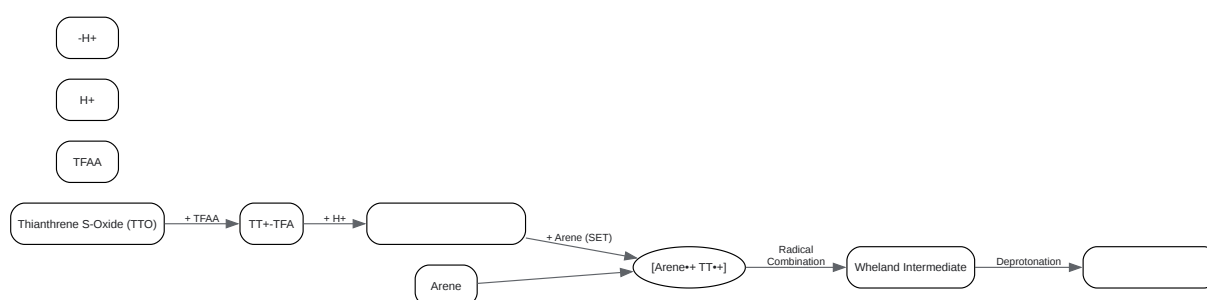 -H+
H+
TFAA
Thianthrene S-Oxide (TTO)
+ TFAA
TT+-TFA
+ H+
+ Arene (SET)
Arene
[Arene•+ TT•+]
Radical
Combination
Wheland Intermediate
Deprotonation